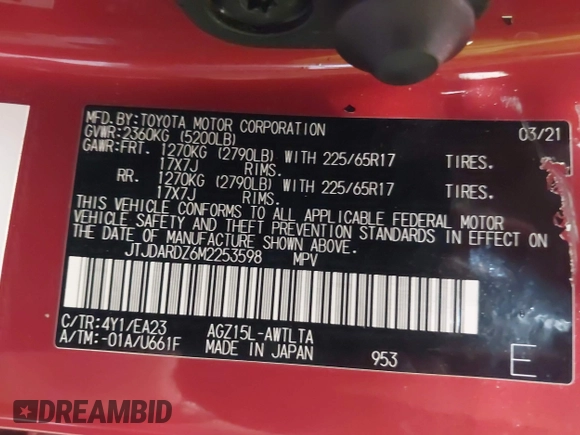 MFD.BY:TOYOTA MOTOR CORPORATION 03/21
GVWR:2360KG (5200LB)
GAWR:FRT. 1270KG (2790LB) WITH 225/65R17 TIRES.
17X7J RIMS.
RR. 1270KG (2790LB) WITH 225/65R17 TIRES.
17X7J RIMS.
THIS VEHICLE CONFORMS TO ALL APPLICABLE FEDERAL MOTOR
VEHICLE SAFETY AND THEFT PREVENTION STANDARDS IN EFFECT ON
THE DATE OF MANUFACTURE SHOWN ABOVE.
JTJDARDZ6M2253598 MPV
C/TR:4Y1/EA23 AGZ15L-AWTLTA
A/TM:-01A/U661F MADE IN JAPAN 953 E
DREAMBID